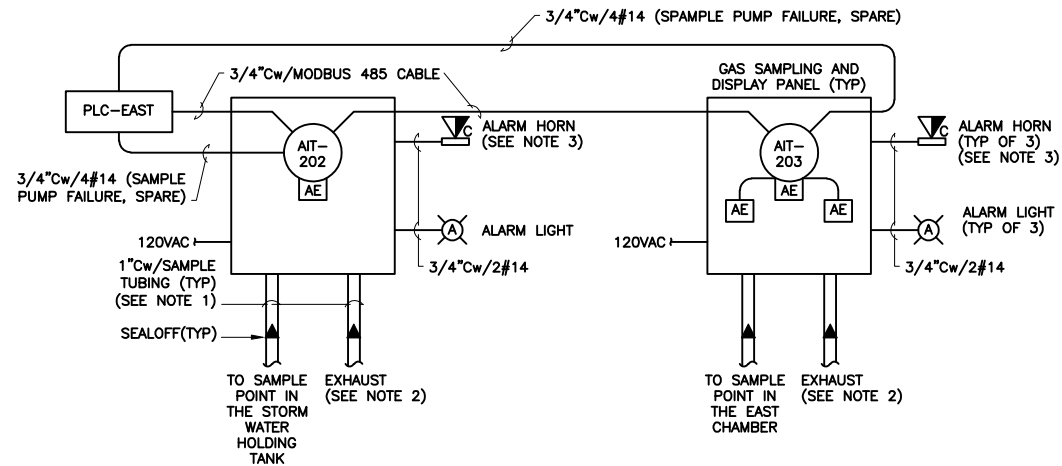 3/4"Cw/4#14 (SPAMPLE PUMP FAILURE, SPARE)
3/4"Cw/MODBUS 485 CABLE
GAS SAMPLING AND
DISPLAY PANEL (TYP)
PLC-EAST
AIT-
202
AE
C
ALARM HORN
(SEE NOTE 3)
3/4"Cw/4#14 (SAMPLE
PUMP FAILURE, SPARE)
A
ALARM LIGHT
3/4"Cw/2#14
120VAC
1"Cw/SAMPLE
TUBING (TYP)
(SEE NOTE 1)
SEALOFF(TYP)
TO SAMPLE
POINT IN
THE STORM
WATER
HOLDING
TANK
EXHAUST
(SEE NOTE 2)
AIT-
203
AE
AE
AE
C
ALARM HORN
(TYP OF 3)
(SEE NOTE 3)
A
ALARM LIGHT
(TYP OF 3)
3/4"Cw/2#14
120VAC
TO SAMPLE
POINT IN
THE EAST
CHAMBER
EXHAUST
(SEE NOTE 2)